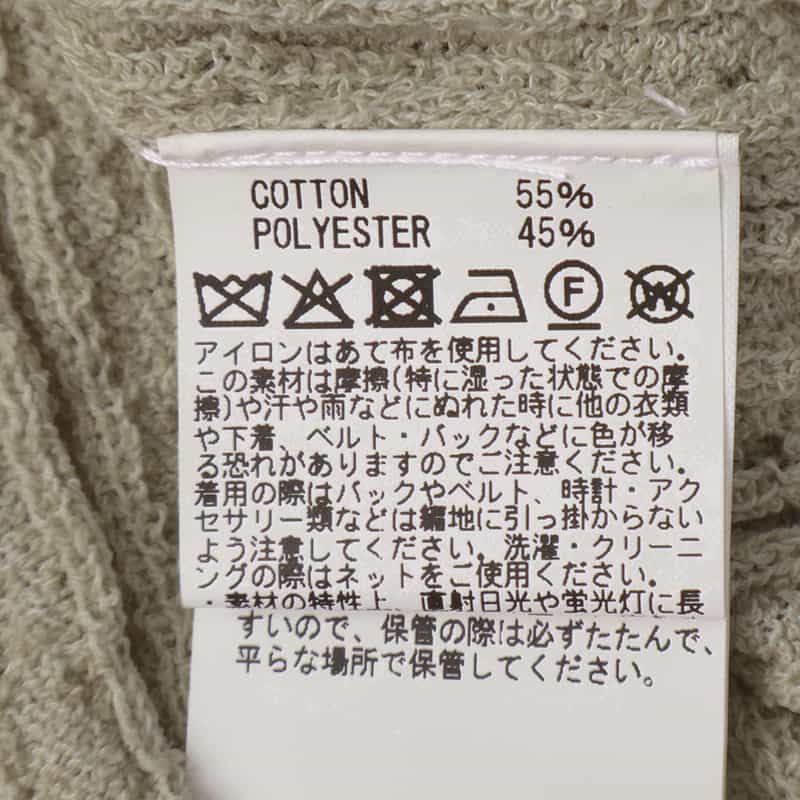 COTTON 55%
POLYESTER 45%
F
W
アイロンはあて布を使用してください。
この素材は摩擦(特に湿った状態での摩
擦)や汗や雨などにぬれた時に他の衣類
や下着、ベルト・バックなどに色が移
る恐れがありますのでご注意ください。
着用の際はバックやベルト、時計・アク
セサリー類などは編地に引っ掛からない
よう注意してください。洗濯・クリーニ
ングの際はネットをご使用ください。
・素材の特性上、直射日光や蛍光灯に長
すいので、保管の際は必ずたたんで、
平らな場所で保管してください。